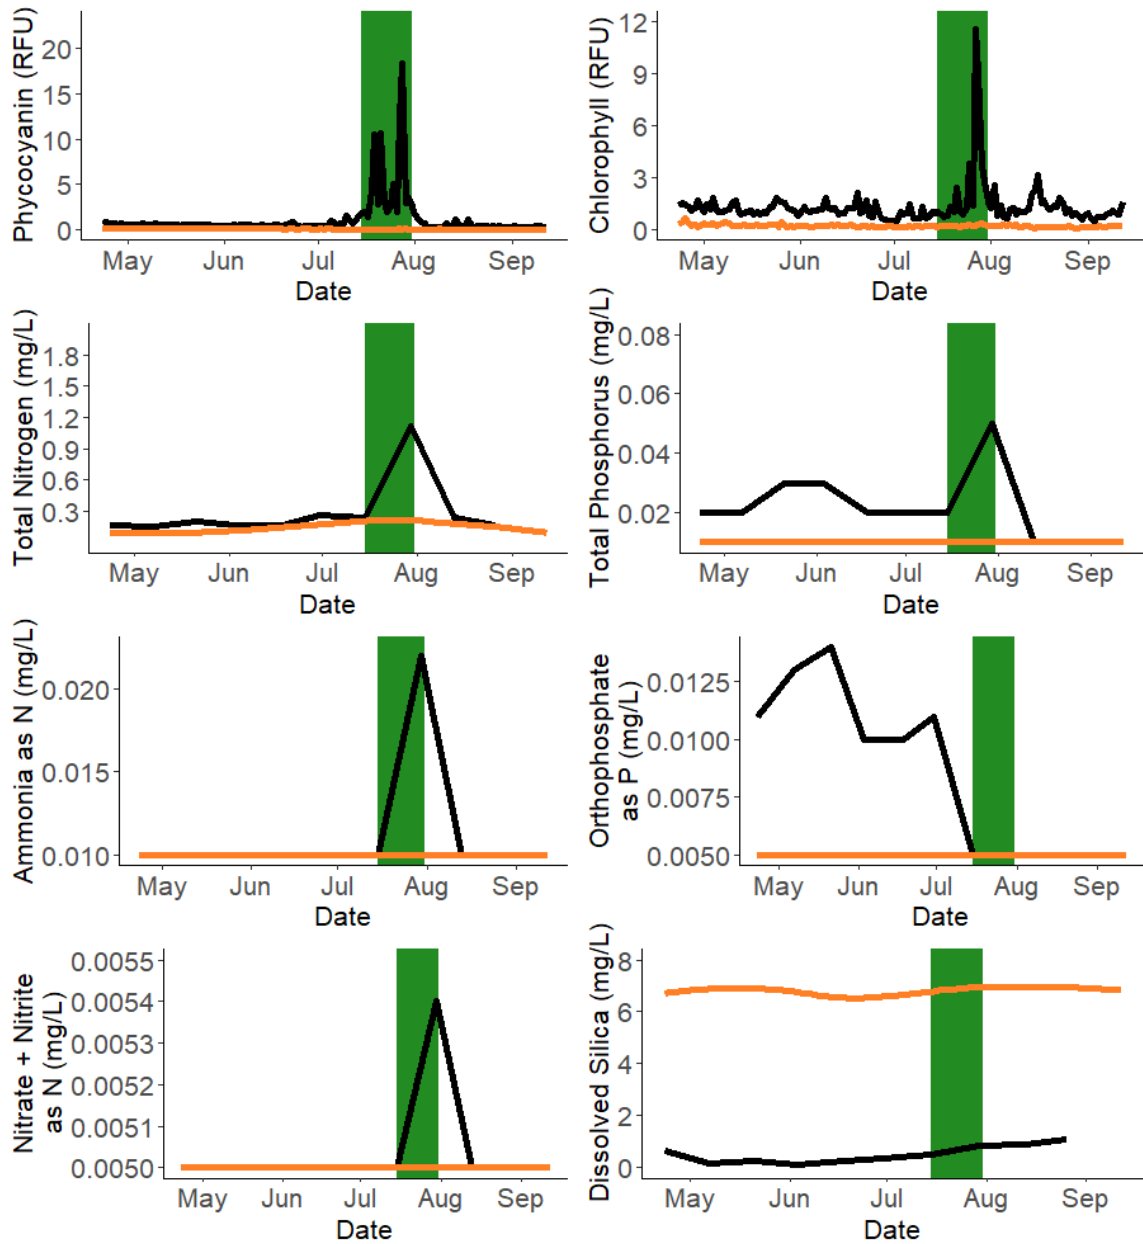 Phycocyanin (RFU)
20
15
10
5
0
May Jun Jul Aug Sep
Date
Chlorophyll (RFU)
12
9
6
3
0
May Jun Jul Aug Sep
Date
Total Nitrogen (mg/L)
1.8
1.5
1.2
0.9
0.6
0.3
May Jun Jul Aug Sep
Date
Total Phosphorus (mg/L)
0.08
0.06
0.04
0.02
May Jun Jul Aug Sep
Date
Ammonia as N (mg/L)
0.020
0.015
0.010
May Jun Jul Aug Sep
Date
Orthophosphate
as P (mg/L)
0.0125
0.0100
0.0075
0.0050
May Jun Jul Aug Sep
Date
Nitrate + Nitrite
as N (mg/L)
0.0055
0.0054
0.0053
0.0052
0.0051
0.0050
May Jun Jul Aug Sep
Date
Dissolved Silica (mg/L)
8
6
4
2
0
May Jun Jul Aug Sep
Date